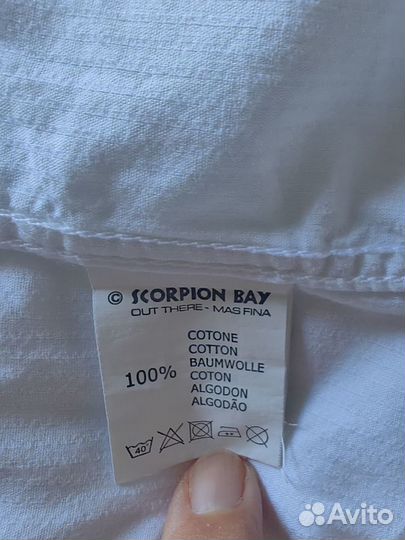 © SCORPION BAY
OUT THERE - MAS FINA
100%
COTONE
COTTON
BAUMWOLLE
COTON
ALGODON
ALGODÃO
40°
Avito